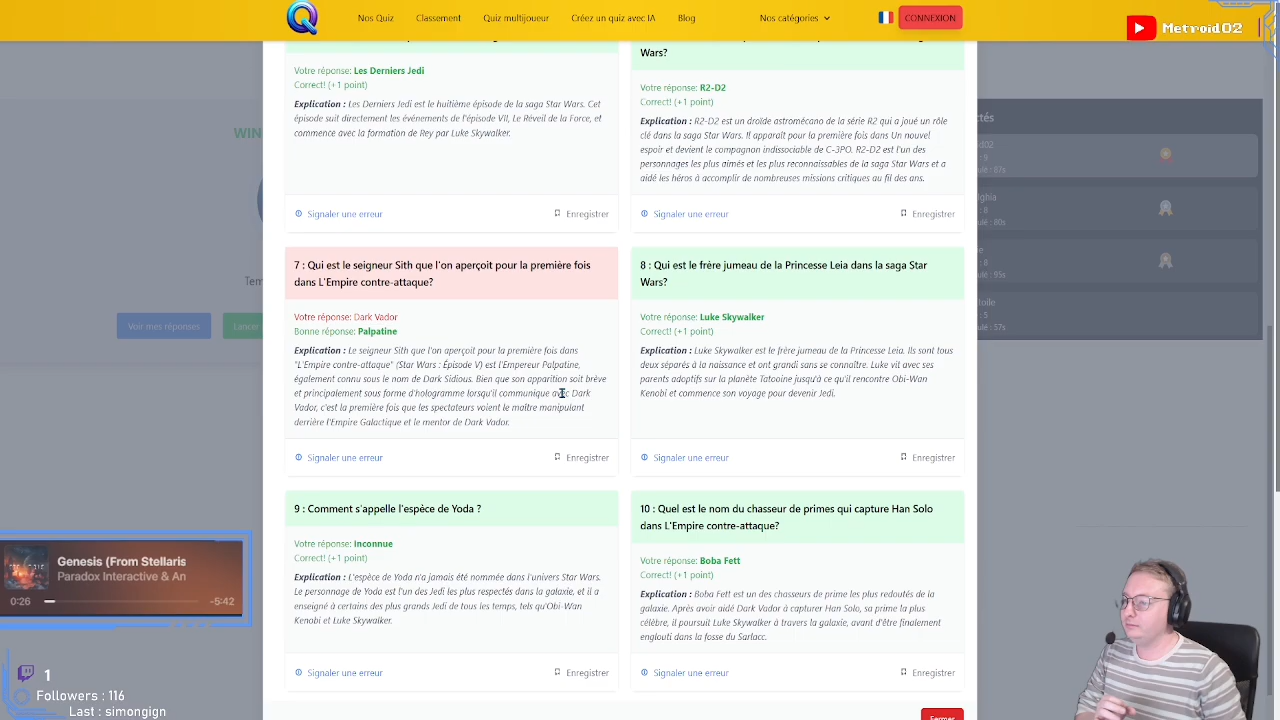 Nos Quiz
Classement
Quiz multijoueur
Créez un quiz avec IA
Blog
Nos catégories
CONNEXION
Metroid02
Wars?
Votre réponse: Les Derniers Jedi
Correct! (+1 point)
Explication : Les Derniers Jedi est le huitième épisode de la saga Star Wars. Cet
épisode suit directement les événements de l'épisode VII, Le Réveil de la Force, et
commence avec la formation de Rey par Luke Skywalker.
Signaler une erreur
Enregistrer
Votre réponse: R2-D2
Correct! (+1 point)
Explication : R2-D2 est un droïde astromécano de la série R2 qui a joué un rôle
clé dans la saga Star Wars. Il apparaît pour la première fois dans Un nouvel
espoir et devient le compagnon indissociable de C-3PO. R2-D2 est l'un des
personnages les plus aimés et les plus reconnaissables de la saga Star Wars et a
aidé les héros à accomplir de nombreuses missions critiques au fil des ans.
Signaler une erreur
Enregistrer
7 : Qui est le seigneur Sith que l'on aperçoit pour la première fois
dans L'Empire contre-attaque?
Votre réponse: Dark Vador
Bonne réponse: Palpatine
Explication : Le seigneur Sith que l'on aperçoit pour la première fois dans
"L'Empire contre-attaque" (Star Wars : Épisode V) est l'Empereur Palpatine,
également connu sous le nom de Dark Sidious. Bien que son apparition soit brève
et principalement sous forme d'hologramme lorsqu'il communique avec Dark
Vador, c'est la première fois que les spectateurs voient le maître manipulant
derrière l'Empire Galactique et le mentor de Dark Vador.
Signaler une erreur
Enregistrer
8 : Qui est le frère jumeau de la Princesse Leia dans la saga Star
Wars?
Votre réponse: Luke Skywalker
Correct! (+1 point)
Explication : Luke Skywalker est le frère jumeau de la Princesse Leia. Ils sont tous
deux séparés à la naissance et ont grandi sans se connaître. Luke vit avec ses
parents adoptifs sur la planète Tatooine jusqu'à ce qu'il rencontre Obi-Wan
Kenobi et commence son voyage pour devenir Jedi.
Signaler une erreur
Enregistrer
9 : Comment s'appelle l'espèce de Yoda ?
Votre réponse: Inconnue
Correct! (+1 point)
Explication : L'espèce de Yoda n'a jamais été nommée dans l'univers Star Wars.
Le personnage de Yoda est l'un des Jedi les plus respectés dans la galaxie, et il a
enseigné à certains des plus grands Jedi de tous les temps, tels qu'Obi-Wan
Kenobi et Luke Skywalker.
Signaler une erreur
Enregistrer
10 : Quel est le nom du chasseur de primes qui capture Han Solo
dans L'Empire contre-attaque?
Votre réponse: Boba Fett
Correct! (+1 point)
Explication : Boba Fett est un des chasseurs de prime les plus redoutés de la
galaxie. Après avoir aidé Dark Vador à capturer Han Solo, sa prime la plus
célèbre, il poursuit Luke Skywalker à travers la galaxie, avant d'être finalement
englouti dans la fosse du Sarlacc.
Signaler une erreur
Enregistrer
Fermer
WIN
Tem
Voir mes réponses
Lancer
: 9
: 87s
: 8
: 80s
: 8
: 95s
toile
: 5
: 57s
Genesis (From Stellaris
Paradox Interactive & An
0:26
-5:42
1
Followers : 116
Last : simongign